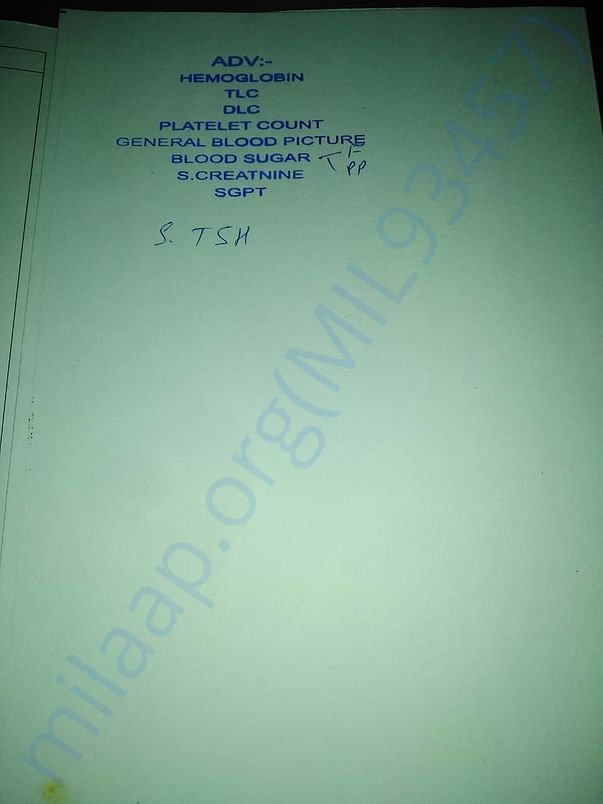 ADV:-
HEMOGLOBIN
TLC
DLC
PLATELET COUNT
GENERAL BLOOD PICTURE
BLOOD SUGAR F
PP
S.CREATNINE
SGPT
S. TSH
milaap.org(MIL93457)